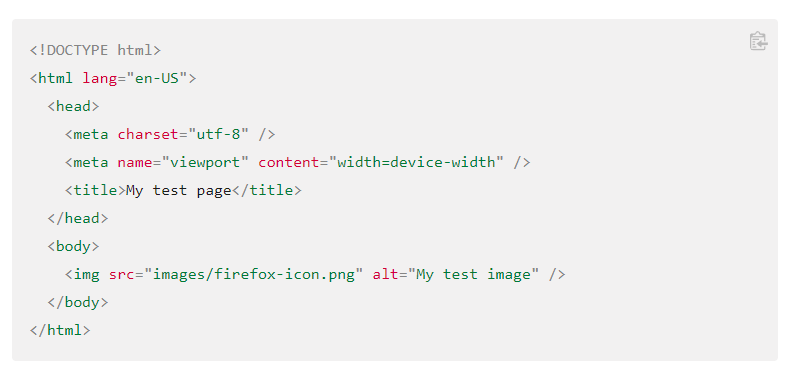 <!DOCTYPE html>
<html lang="en-US">
  <head>
    <meta charset="utf-8" />
    <meta name="viewport" content="width=device-width" />
    <title>My test page</title>
  </head>
  <body>
    <img src="images/firefox-icon.png" alt="My test image" />
  </body>
</html>